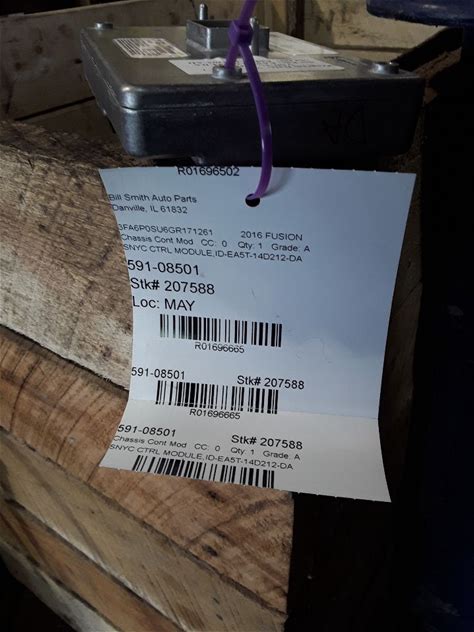 R01696502
Bill Smith Auto Parts
Danville, IL 61832
3FA6P0SU6GR171261 2016 FUSION
Chassis Cont Mod CC: 0 Qty: 1 Grade: A
SNYC CTRL MODULE,ID-EA5T-14D212-DA
591-08501
Stk# 207588
Loc: MAY
R01696665
591-08501 Stk# 207588
R01696665
591-08501 Stk# 207588
Chassis Cont Mod CC: 0 Qty: 1 Grade: A
SNYC CTRL MODULE,ID-EA5T-14D212-DA